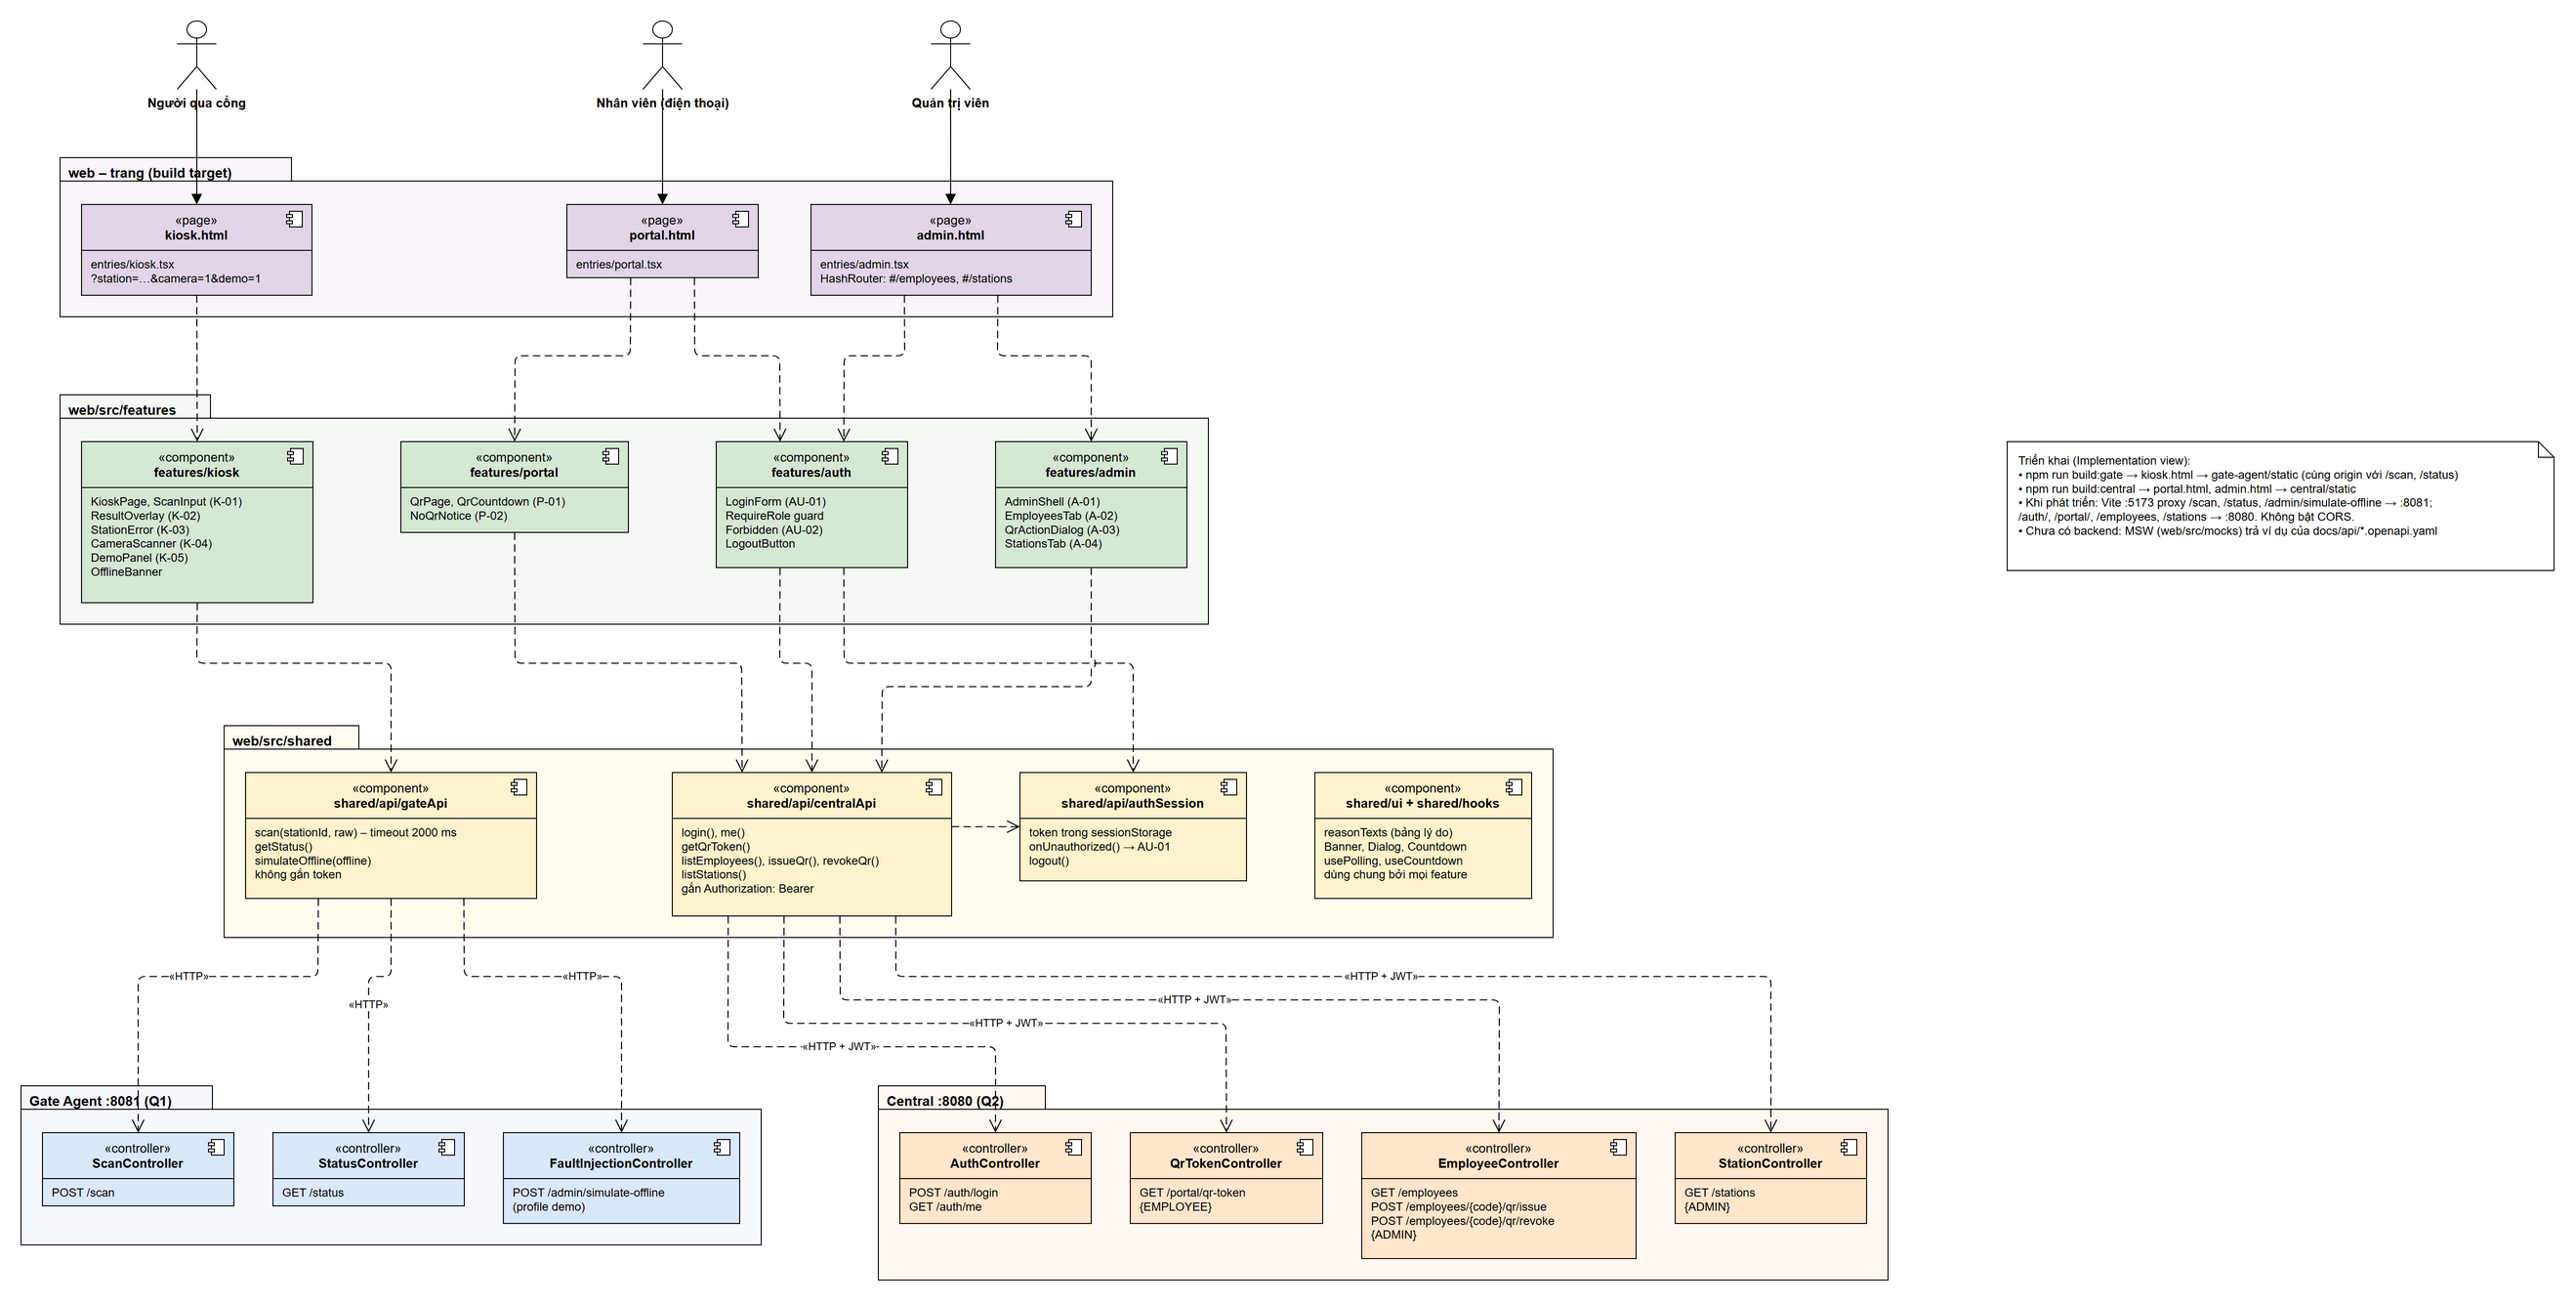 Người qua cổng
Nhân viên (điện thoại)
Quản trị viên
web – trang (build target)
«page»
kiosk.html
entries/kiosk.tsx
?station=…&camera=1&demo=1
«page»
portal.html
entries/portal.tsx
«page»
admin.html
entries/admin.tsx
HashRouter: #/employees, #/stations
web/src/features
«component»
features/kiosk
KioskPage, ScanInput (K-01)
ResultOverlay (K-02)
StationError (K-03)
CameraScanner (K-04)
DemoPanel (K-05)
OfflineBanner
«component»
features/portal
QrPage, QrCountdown (P-01)
NoQrNotice (P-02)
«component»
features/auth
LoginForm (AU-01)
RequireRole guard
Forbidden (AU-02)
LogoutButton
«component»
features/admin
AdminShell (A-01)
EmployeesTab (A-02)
QrActionDialog (A-03)
StationsTab (A-04)
Triển khai (Implementation view):
• npm run build:gate → kiosk.html → gate-agent/static (cùng origin với /scan, /status)
• npm run build:central → portal.html, admin.html → central/static
• Khi phát triển: Vite :5173 proxy /scan, /status, /admin/simulate-offline → :8081;
/auth/, /portal/, /employees, /stations → :8080. Không bật CORS.
• Chưa có backend: MSW (web/src/mocks) trả ví dụ của docs/api/*.openapi.yaml
web/src/shared
«component»
shared/api/gateApi
scan(stationId, raw) – timeout 2000 ms
getStatus()
simulateOffline(offline)
không gắn token
«component»
shared/api/centralApi
login(), me()
getQrToken()
listEmployees(), issueQr(), revokeQr()
listStations()
gắn Authorization: Bearer
«component»
shared/api/authSession
token trong sessionStorage
onUnauthorized() → AU-01
logout()
«component»
shared/ui + shared/hooks
reasonTexts (bảng lý do)
Banner, Dialog, Countdown
usePolling, useCountdown
dùng chung bởi mọi feature
«HTTP»
«HTTP»
«HTTP»
«HTTP + JWT»
«HTTP + JWT»
«HTTP + JWT»
«HTTP + JWT»
Gate Agent :8081 (Q1)
«controller»
ScanController
POST /scan
«controller»
StatusController
GET /status
«controller»
FaultInjectionController
POST /admin/simulate-offline
(profile demo)
Central :8080 (Q2)
«controller»
AuthController
POST /auth/login
GET /auth/me
«controller»
QrTokenController
GET /portal/qr-token
{EMPLOYEE}
«controller»
EmployeeController
GET /employees
POST /employees/{code}/qr/issue
POST /employees/{code}/qr/revoke
{ADMIN}
«controller»
StationController
GET /stations
{ADMIN}